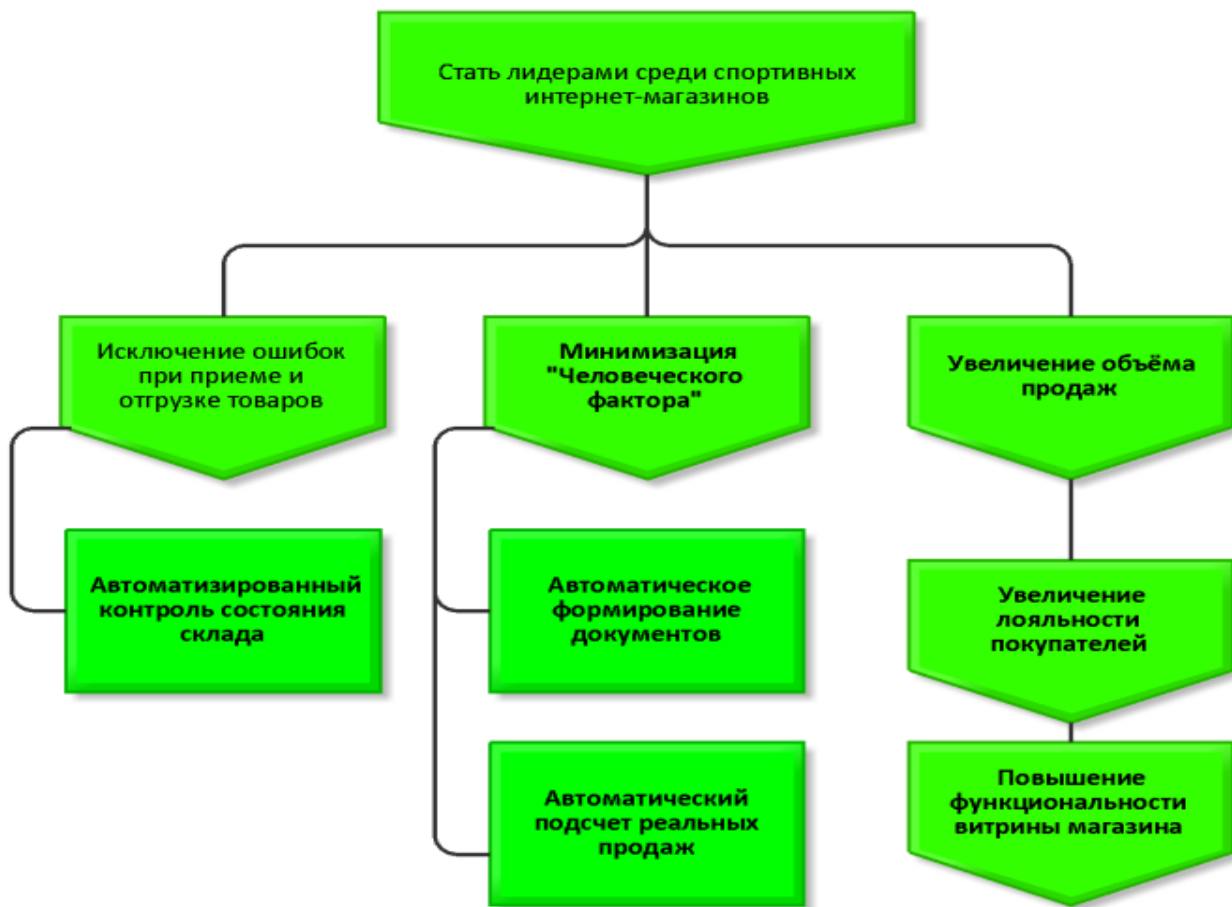 Стать лидерами среди спортивных
интернет-магазинов
Исключение ошибок
при приеме и
отгрузке товаров
Минимизация
"Человеческого
фактора"
Увеличение объёма
продаж
Автоматизированный
контроль состояния
склада
Автоматическое
формирование
документов
Увеличение
лояльности
покупателей
Автоматический
подсчет реальных
продаж
Повышение
функциональности
витрины магазина